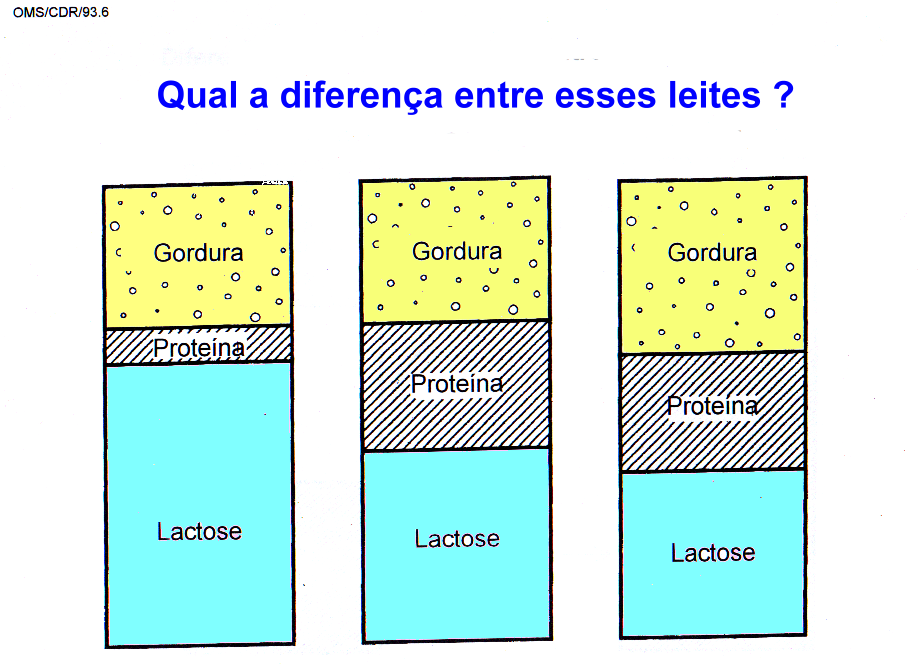 OMS/CDR/93.6
Qual a diferença entre esses leites ?
Gordura
Proteína
Lactose
Gordura
Proteína
Lactose
Gordura
Proteína
Lactose